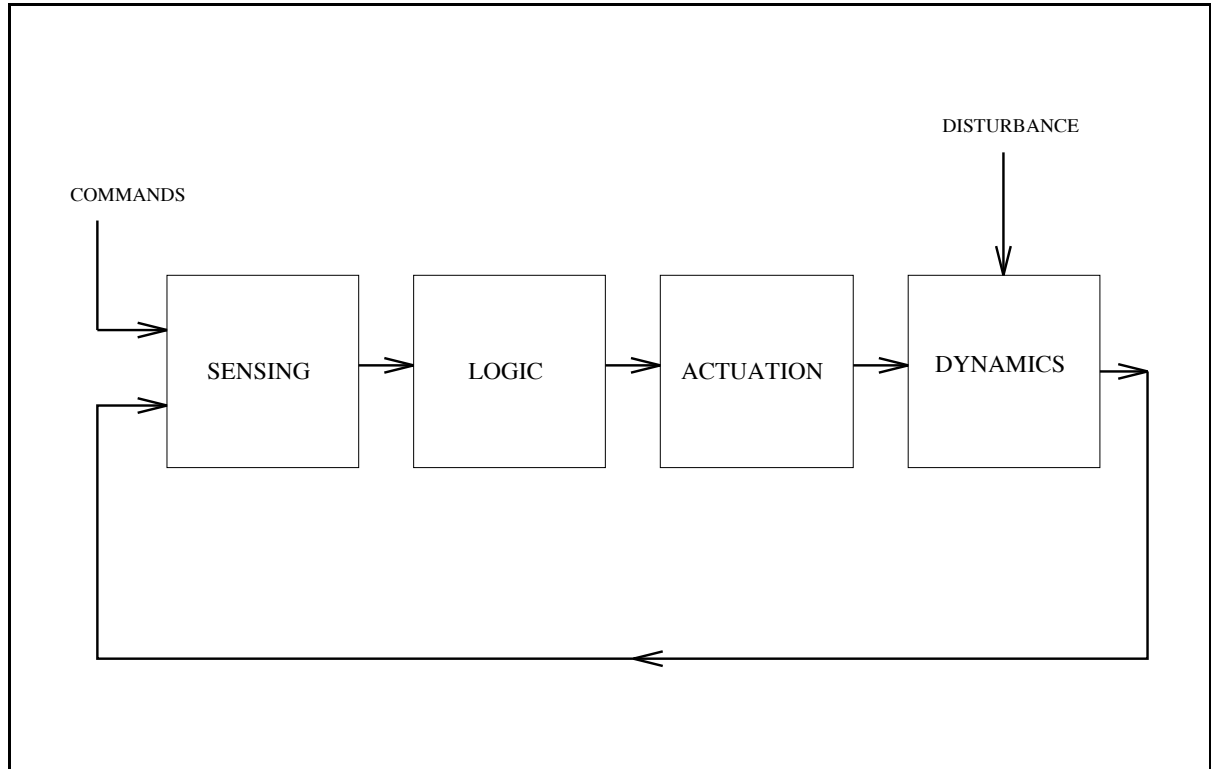 DISTURBANCE
COMMANDS
SENSING
LOGIC
ACTUATION
DYNAMICS